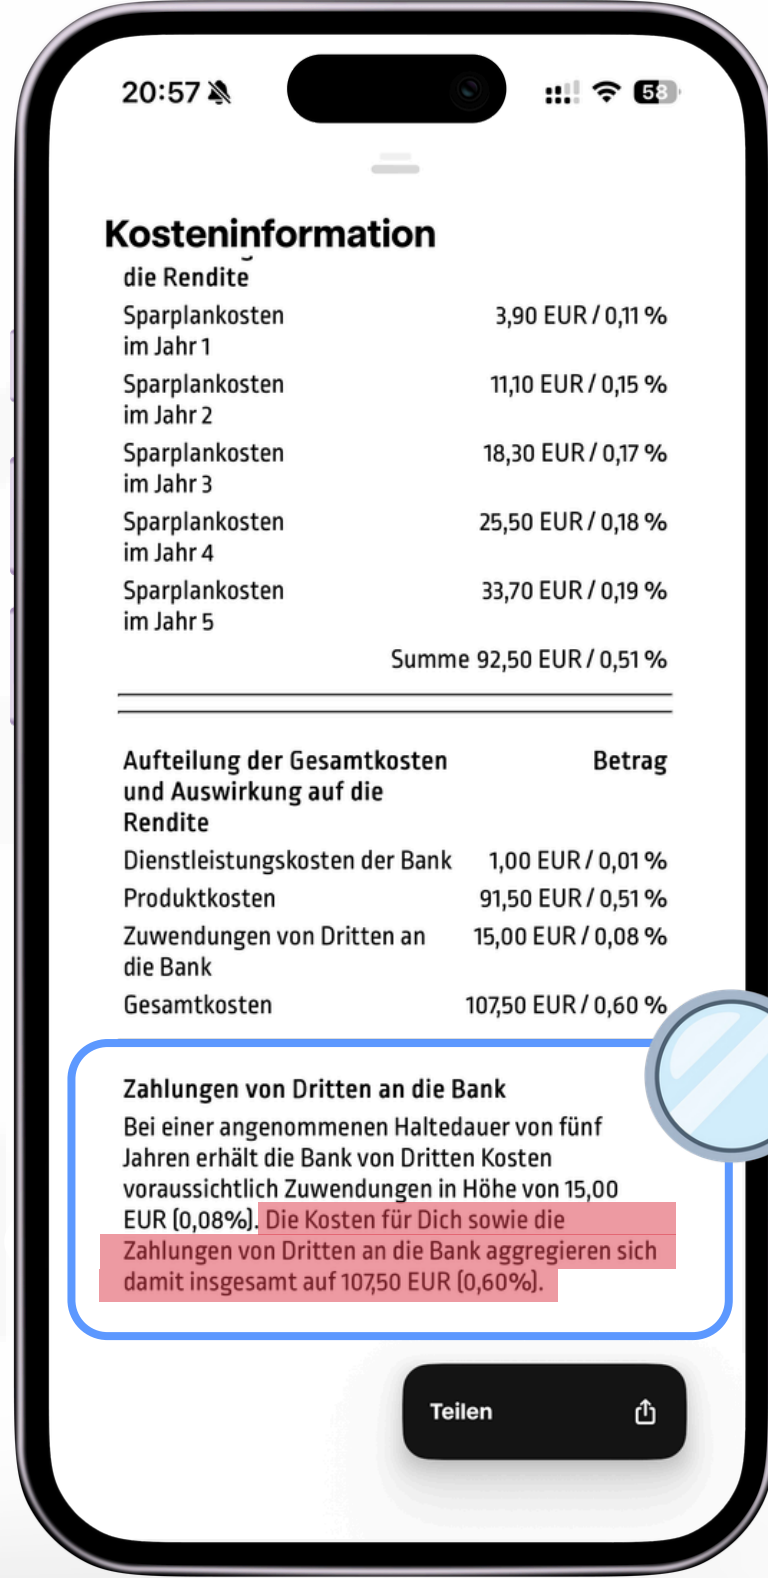 20:57
58
Kosteninformation
die Rendite
Sparplankosten 3,90 EUR / 0,11 %
im Jahr 1
Sparplankosten 11,10 EUR / 0,15 %
im Jahr 2
Sparplankosten 18,30 EUR / 0,17 %
im Jahr 3
Sparplankosten 25,50 EUR / 0,18 %
im Jahr 4
Sparplankosten 33,70 EUR / 0,19 %
im Jahr 5
Summe 92,50 EUR / 0,51 %
Aufteilung der Gesamtkosten Betrag
und Auswirkung auf die
Rendite
Dienstleistungskosten der Bank 1,00 EUR / 0,01 %
Produktkosten 91,50 EUR / 0,51 %
Zuwendungen von Dritten an 15,00 EUR / 0,08 %
die Bank
Gesamtkosten 107,50 EUR / 0,60 %
Zahlungen von Dritten an die Bank
Bei einer angenommenen Haltedauer von fünf
Jahren erhält die Bank von Dritten Kosten
voraussichtlich Zuwendungen in Höhe von 15,00
EUR (0,08%). Die Kosten für Dich sowie die
Zahlungen von Dritten an die Bank aggregieren sich
damit insgesamt auf 107,50 EUR (0,60%).
Teilen